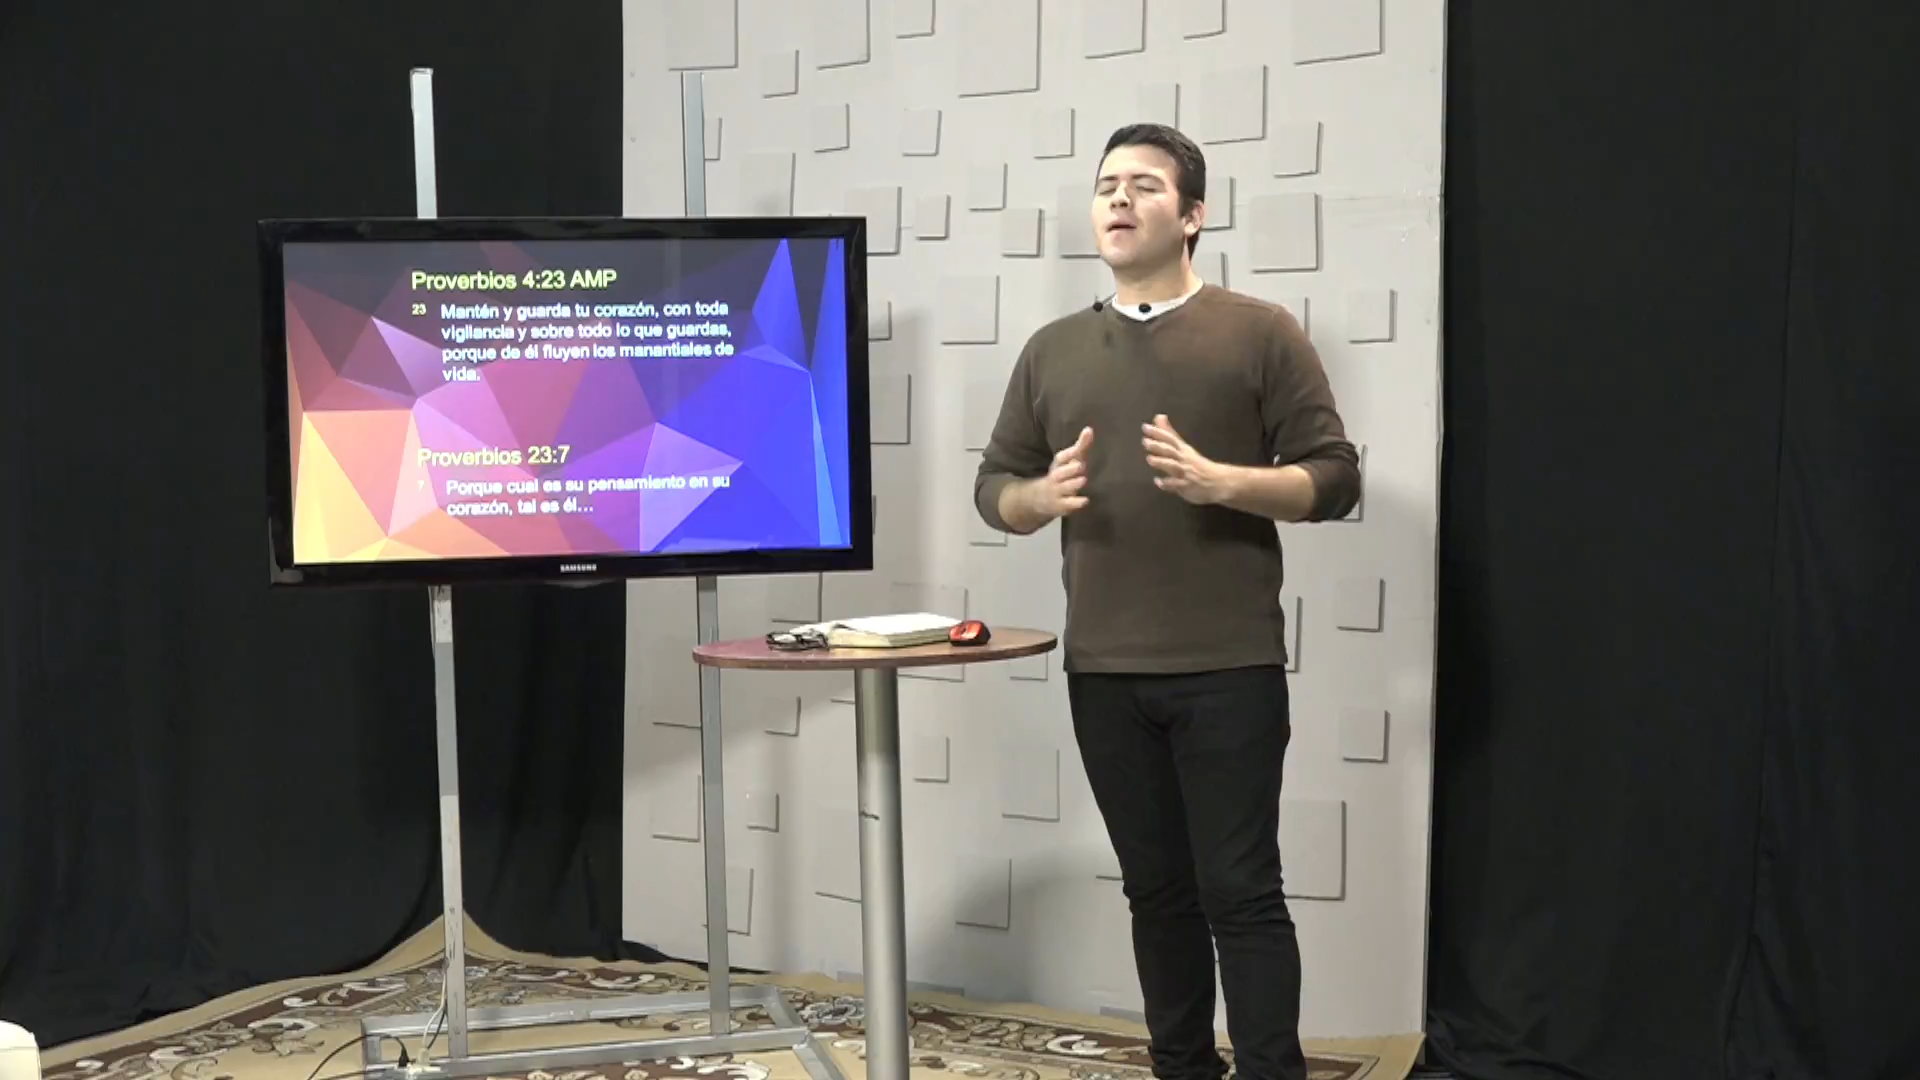 Proverbios 4:23 AMP
23 Mantén y guarda tu corazón, con toda
vigilancia y sobre todo lo que guardas,
porque de él fluyen los manantiales de
vida.
Proverbios 23:7
7 Porque cual es su pensamiento en su
corazón, tal es él...
SAMSUNG